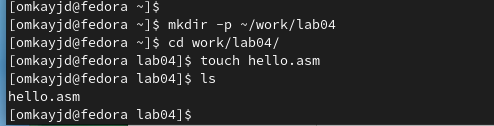 [omkayjd@fedora ~]$
[omkayjd@fedora ~]$ mkdir -p ~/work/lab04
[omkayjd@fedora ~]$ cd work/lab04/
[omkayjd@fedora lab04]$ touch hello.asm
[omkayjd@fedora lab04]$ ls
hello.asm
[omkayjd@fedora lab04]$